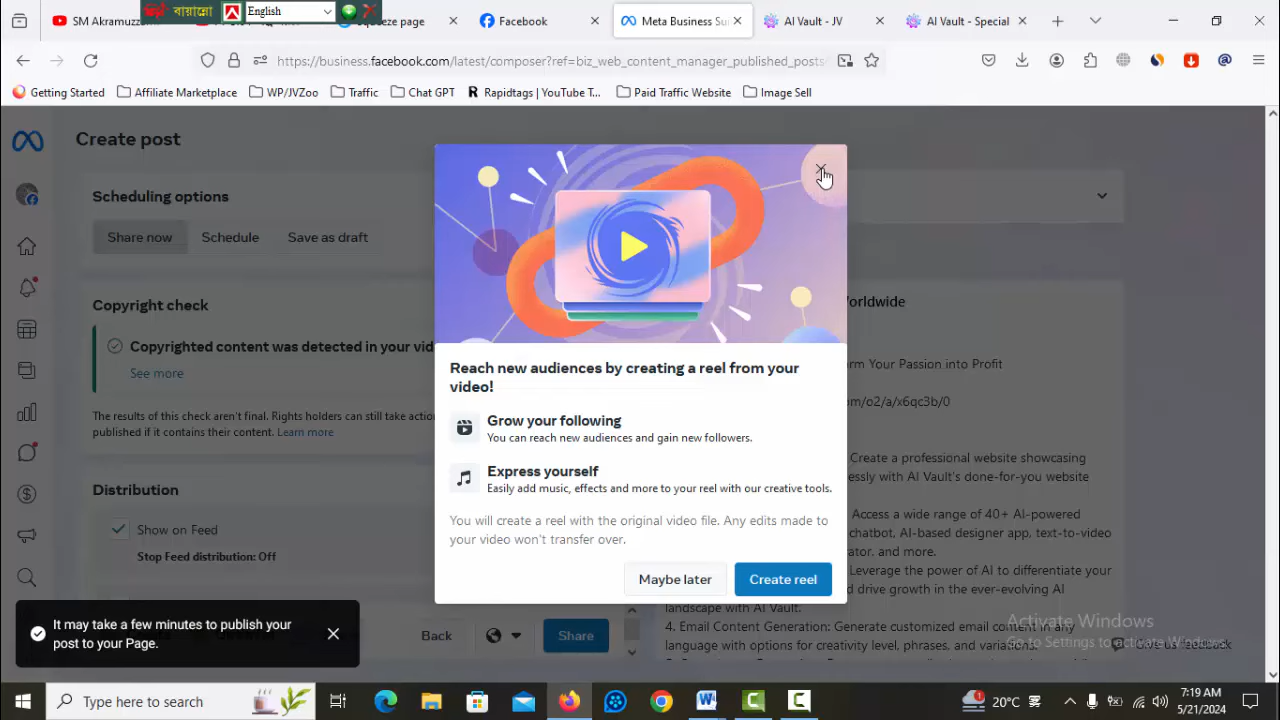 SM Akramuzz
বায়ান্নো
English
Squeeze page
Facebook
Meta Business Sui
AI Vault - JV
AI Vault - Special
https://business.facebook.com/latest/composer?ref=biz_web_content_manager_published_posts
Getting Started
Affiliate Marketplace
WP/JVZoo
Traffic
Chat GPT
Rapidtags | YouTube T...
Paid Traffic Website
Image Sell
Create post
Scheduling options
Share now
Schedule
Save as draft
Copyright check
Copyrighted content was detected in your vid
See more
The results of this check aren't final. Rights holders can still take action
published if it contains their content. Learn more
Distribution
Show on Feed
Stop Feed distribution: Off
Back
Share
It may take a few minutes to publish your
post to your Page.
Reach new audiences by creating a reel from your
video!
Grow your following
You can reach new audiences and gain new followers.
Express yourself
Easily add music, effects and more to your reel with our creative tools.
You will create a reel with the original video file. Any edits made to
your video won't transfer over.
Maybe later
Create reel
orldwide
orm Your Passion into Profit
om/o2/a/x6qc3b/0
Create a professional website showcasing
essly with AI Vault's done-for-you website
Access a wide range of 40+ AI-powered
chatbot, AI-based designer app, text-to-video
rator, and more.
Leverage the power of AI to differentiate your
nd drive growth in the ever-evolving AI
landscape with AI Vault.
4. Email Content Generation: Generate customized email content in any
language with options for creativity level, phrases, and variations.
Activate Windows
Go to Settings to activate Windows.
Type here to search
20°C
7:19 AM
5/21/2024